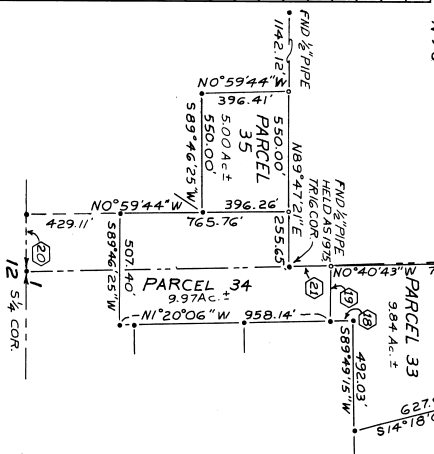 FND ½" PIPE
1142.12'
N0°59'44"W
396.41'
S89°46'25"W
550.00'
PARCEL
35
5.00 Ac.±
550.00'
N89°47'21"E
FND ½" PIPE
HELD AS 1975
TR16 COR
N0°59'44"W
429.11'
396.26'
765.76'
255.65'
S89°46'25"W
507.40'
PARCEL 34
9.97 Ac.±
21
N0°40'43"W
20
1
12
S¼ COR.
19
18
PARCEL 33
9.84 Ac.±
N1°20'06"W 958.14'
S89°49'15"W
492.03'